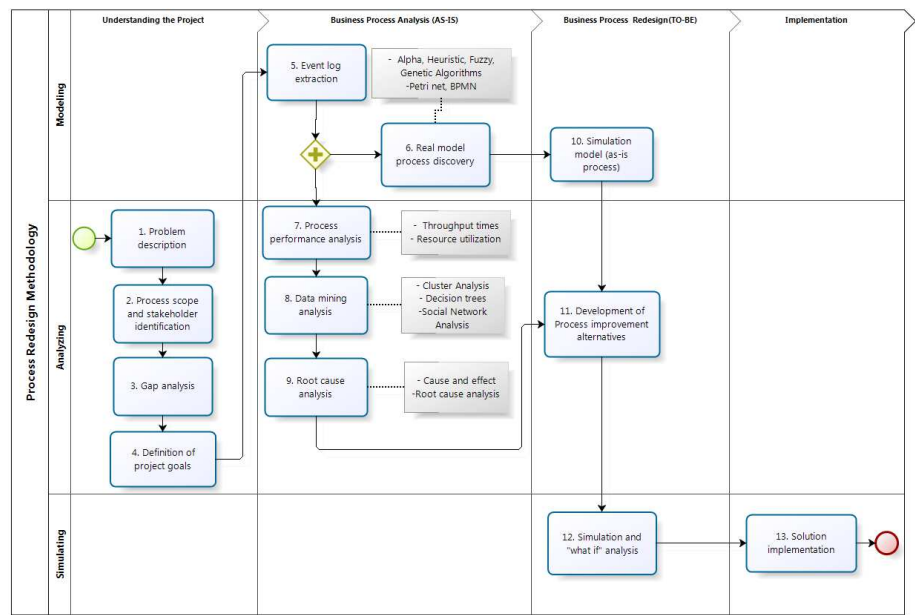 Understanding the Project
Business Process Analysis (AS-IS)
Business Process Redesign(TO-BE)
Implementation
Process Redesign Methodology
Modeling
5. Event log
extraction
- Alpha, Heuristic, Fuzzy,
Genetic Algorithms
-Petri net, BPMN
6. Real model
process discovery
10. Simulation
model (as-is
process)
Analyzing
1. Problem
description
2. Process scope
and stakeholder
identification
3. Gap analysis
4. Definition of
project goals
7. Process
performance analysis
- Throughput times
- Resource utilization
8. Data mining
analysis
- Cluster Analysis
- Decision trees
-Social Network
Analysis
9. Root cause
analysis
- Cause and effect
-Root cause analysis
11. Development of
Process improvement
alternatives
Simulating
12. Simulation and
"what if" analysis
13. Solution
implementation